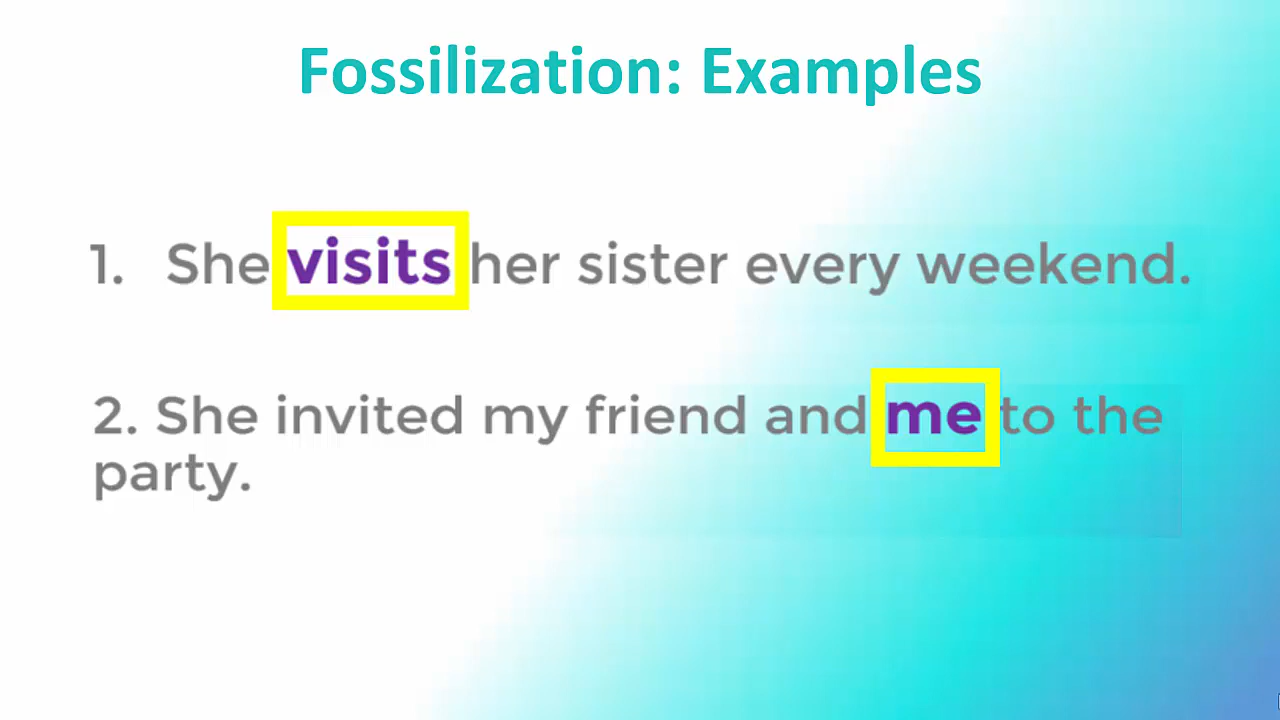 Fossilization: Examples
1. She visits her sister every weekend.
2. She invited my friend and me to the
party.